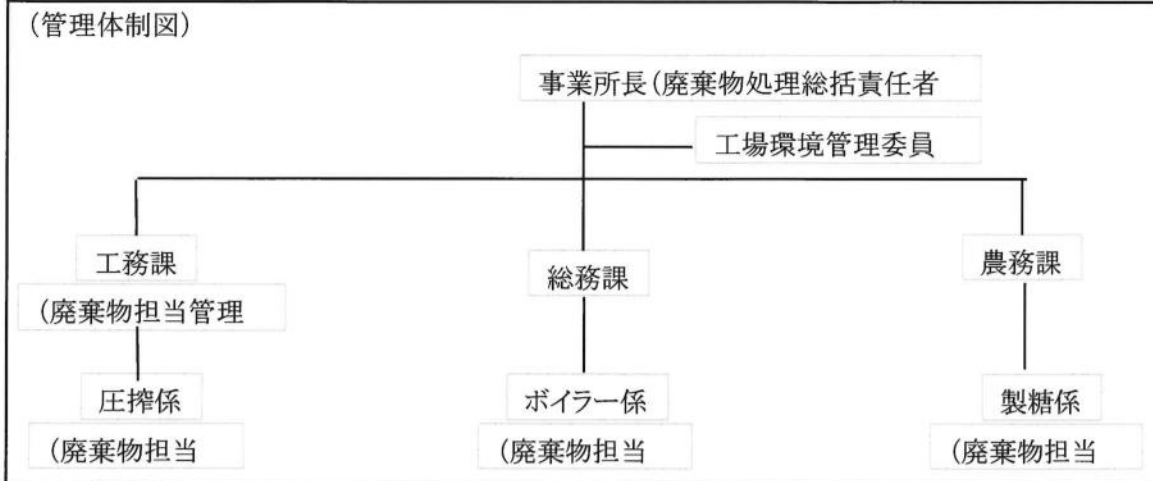 （管理体制図）
事業所長(廃棄物処理総括責任者
工場環境管理委員
工務課
総務課
農務課
(廃棄物担当管理
圧搾係
ボイラー係
製糖係
(廃棄物担当
(廃棄物担当
(廃棄物担当